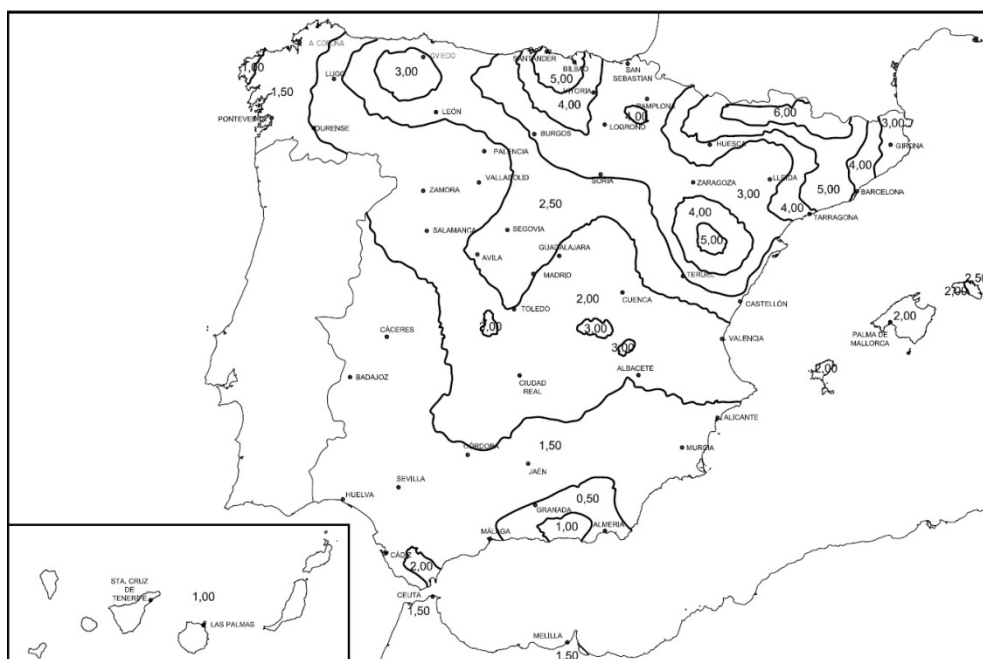 A CORUÑA
1,00
LUGO
1,50
PONTEVEDRA
OURENSE
OVIEDO
3,00
LEÓN
SANTANDER
BILBAO
5,00
VITORIA
4,00
SAN
SEBASTIAN
PAMPLONA
4,00
LOGROÑO
BURGOS
PALENCIA
VALLADOLID
ZAMORA
SORIA
2,50
SALAMANCA
SEGOVIA
AVILA
GUADALAJARA
MADRID
6,00
HUESCA
ZARAGOZA
LLEIDA
3,00
4,00
5,00
3,00
GIRONA
4,00
BARCELONA
5,00
4,00
TARRAGONA
TERUEL
2,00
CUENCA
CASTELLÓN
TOLEDO
3,00
3,00
VALENCIA
CÁCERES
BADAJOZ
CIUDAD
REAL
ALBACETE
ALICANTE
2,50
2,00
2,00
PALMA DE
MALLORCA
2,00
1,50
CÓRDOBA
JAÉN
MURCIA
SEVILLA
HUELVA
0,50
GRANADA
1,00
ALMERIA
MÁLAGA
CÁDIZ
2,00
CEUTA
1,50
MELILLA
1,50
STA. CRUZ
DE
TENERIFE
1,00
LAS PALMAS